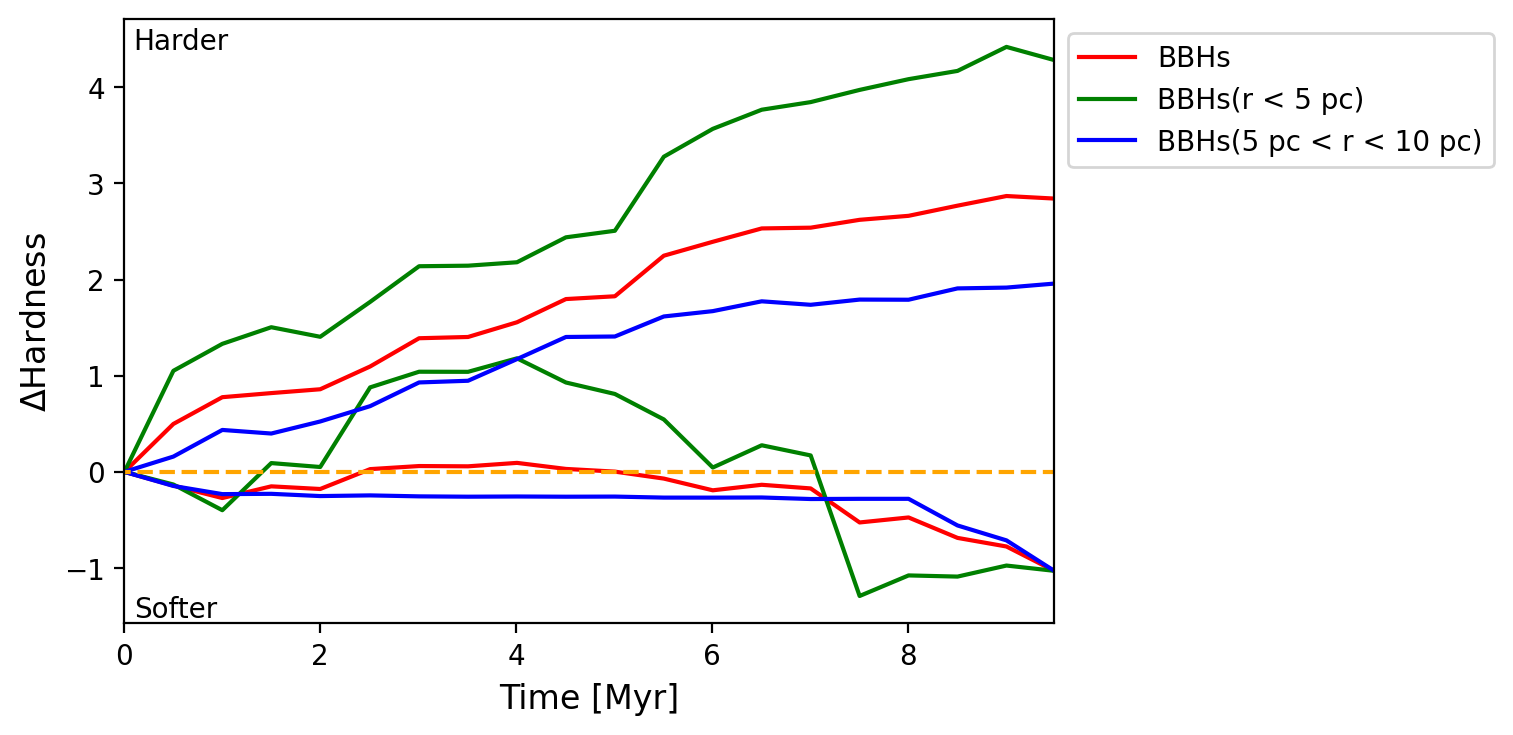 Harder
BBHs
BBHs(r < 5 pc)
BBHs(5 pc < r < 10 pc)
4
3
2
1
0
−1
ΔHardness
Softer
0 2 4 6 8
Time [Myr]